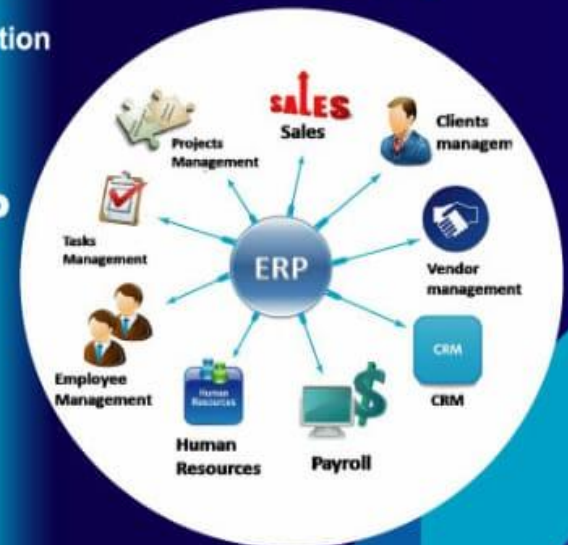 tion
SALES
Sales
Clients
managem
Projects
Management
Tasks
Management
ERP
Vendor
management
CRM
CRM
Employee
Management
Human
Resources
Human
Resources
Payroll
$